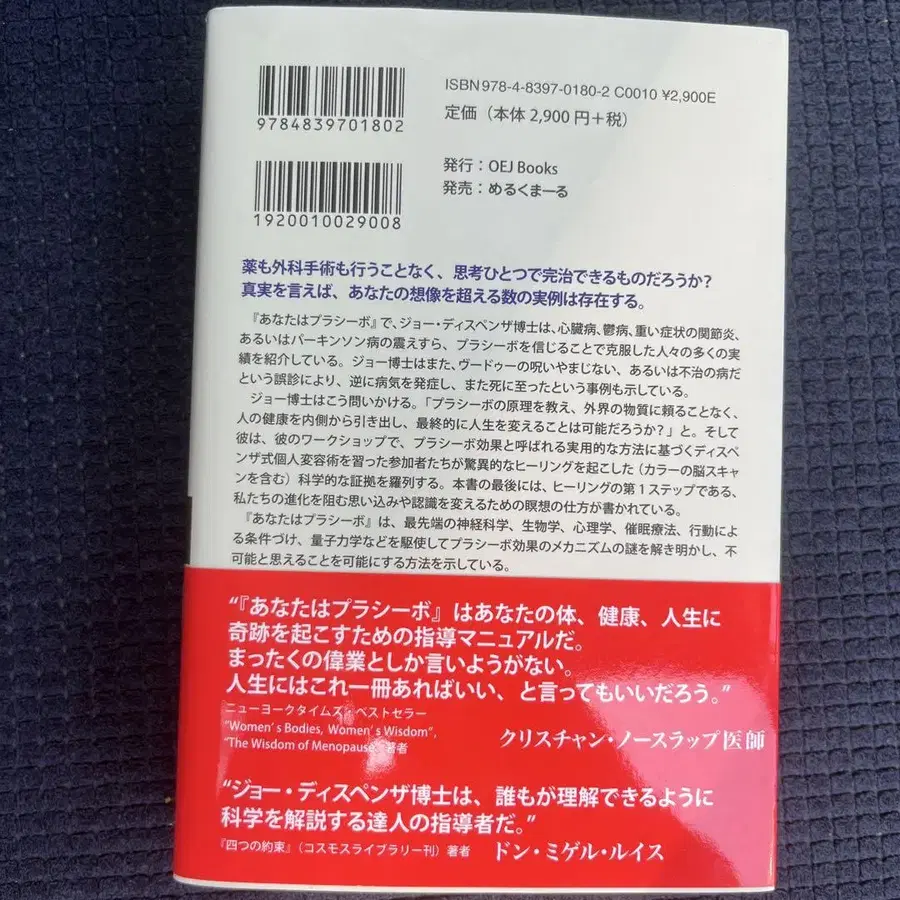 ISBN978-4-8397-0180-2 C0010 ¥2,900E
定価（本体 2,900 円＋税）
9784839701802
発行：OEJ Books
発売：めるくまーる
1920010029008
薬も外科手術も行うことなく、思考ひとつで完治できるものだろうか？
真実を言えば、あなたの想像を超える数の実例は存在する。
『あなたはプラシーボ』で、ジョー・ディスペンザ博士は、心臓病、鬱病、重い症状の関節炎、
あるいはパーキンソン病の震えすら、プラシーボを信じることで克服した人々の多くの実
績を紹介している。ジョー博士はまた、ヴードゥーの呪いやまじない、あるいは不治の病だ
という誤診により、逆に病気を発症し、また死に至ったという事例も示している。
ジョー博士はこう問いかける。「プラシーボの原理を教え、外界の物質に頼ることなく、
人の健康を内側から引き出し、最終的に人生を変えることは可能だろうか？」と。そして
彼は、彼のワークショップで、プラシーボ効果と呼ばれる実用的な方法に基づくディスペ
ンザ式個人変容術を習った参加者たちが驚異的なヒーリングを起こした（カラーの脳スキャ
ンを含む）科学的な証拠を羅列する。本書の最後には、ヒーリングの第１ステップである、
私たちの進化を阻む思い込みや認識を変えるための瞑想の仕方が書かれている。
『あなたはプラシーボ』は、最先端の神経科学、生物学、心理学、催眠療法、行動によ
る条件づけ、量子力学などを駆使してプラシーボ効果のメカニズムの謎を解き明かし、不
可能と思えることを可能にする方法を示している。
“『あなたはプラシーボ』はあなたの体、健康、人生に
奇跡を起こすための指導マニュアルだ。
まったくの偉業としか言いようがない。
人生にはこれ一冊あればいい、と言ってもいいだろう。”
ニューヨークタイムズ・ベストセラー
“Women’s Bodies, Women’s Wisdom”,
“The Wisdom of Menopause” 著者
クリスチャン・ノースラップ医師
“ジョー・ディスペンザ博士は、誰もが理解できるように
科学を解説する達人の指導者だ。”
『四つの約束』（コスモスライブラリー刊）著者
ドン・ミゲル・ルイス